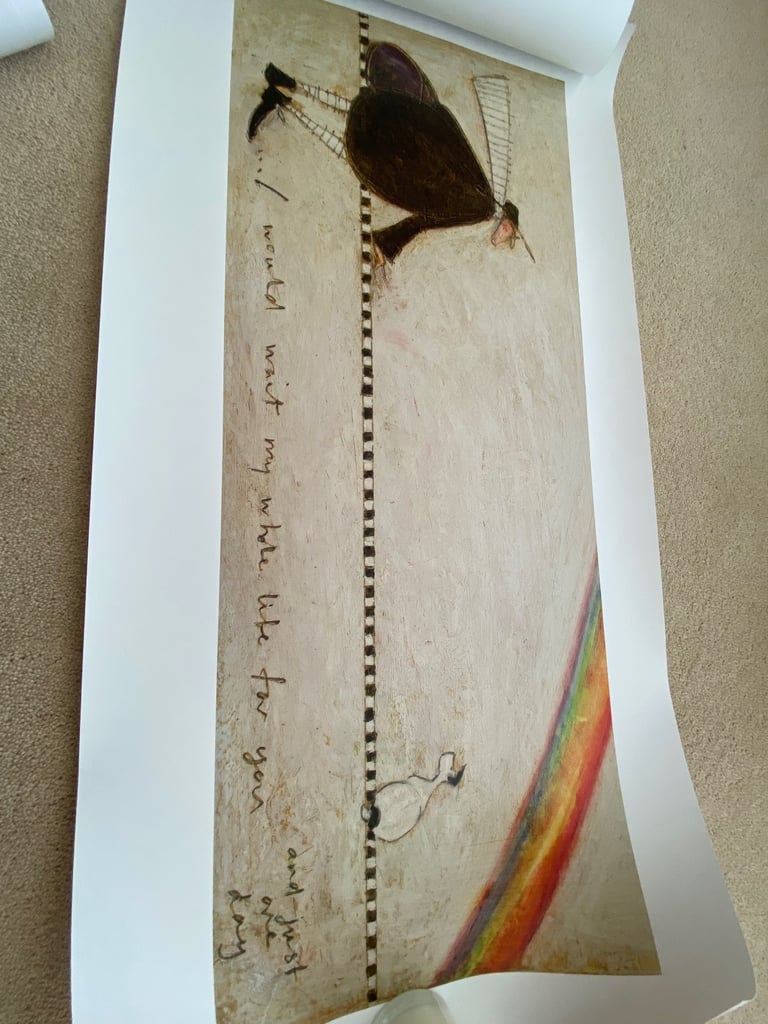 .../ would wait my whole life for you
and just
one
day